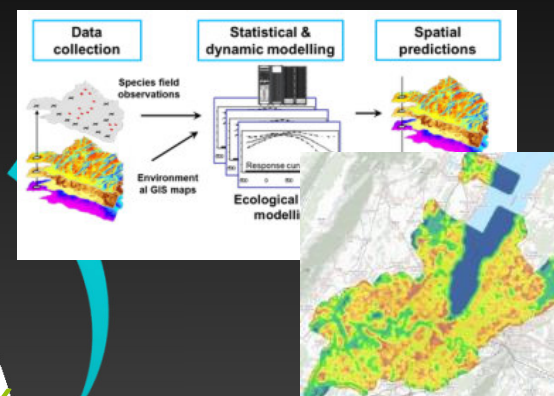 Data
collection
Statistical &
dynamic modelling
Spatial
predictions
Species field
observations
Environment
al GIS maps
Response cur
Ecological
modelli